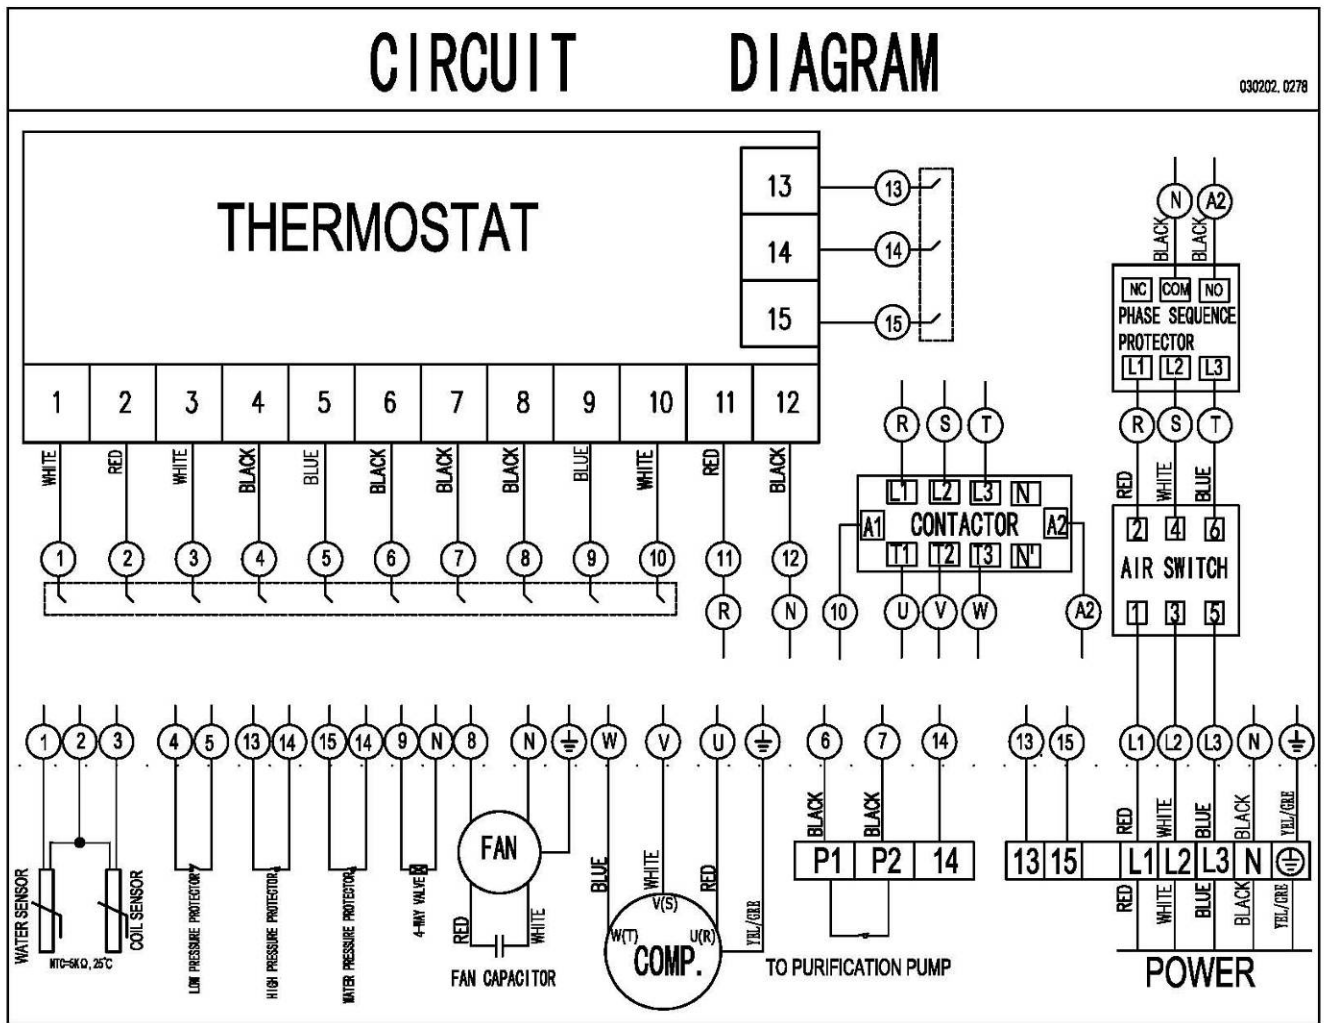 CIRCUIT DIAGRAM
030202.0278
THERMOSTAT
13
14
15
13
14
15
N A2
BLACK BLACK
NC COM NO
PHASE SEQUENCE
PROTECTOR
L1 L2 L3
1 2 3 4 5 6 7 8 9 10 11 12
WHITE RED WHITE BLACK BLUE BLACK BLACK BLACK BLUE WHITE RED BLACK
1 2 3 4 5 6 7 8 9 10 11 12
R N
R S T
L1 L2 L3 N
A1 CONTACTOR A2
T1 T2 T3 N'
10 U V W A2
R S T
RED WHITE BLUE
2 4 6
AIR SWITCH
1 3 5
1 2 3 4 5 13 14 15 14 9 N 8 N W V U 6 7 14 13 15 L1 L2 L3 N
WATER SENSOR
COIL SENSOR
NTC=5KΩ, 25℃
LOW PRESSURE PROTECTOR
HIGH PRESSURE PROTECTOR
WATER PRESSURE PROTECTOR
4-WAY VALVE
FAN
RED WHITE
FAN CAPACITOR
BLUE WHITE RED YEL/GRE
V(S)
W(T) U(R)
COMP.
BLACK BLACK
P1 P2 14
TO PURIFICATION PUMP
RED WHITE BLUE BLACK YEL/GRE
13 15 L1 L2 L3 N
RED WHITE BLUE BLACK YEL/GRE
POWER